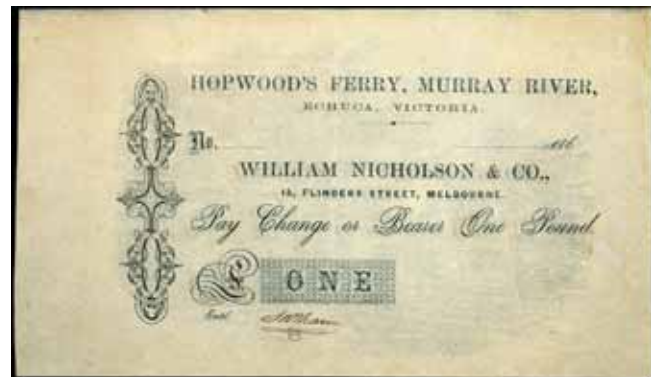 HOPWOOD'S FERRY, MURRAY RIVER,
ECHUCA, VICTORIA.
No. 186
WILLIAM NICHOLSON & CO.,
FLINDERS STREET, MELBOURNE.
Pay Change or Bearer One Pound
£ ONE